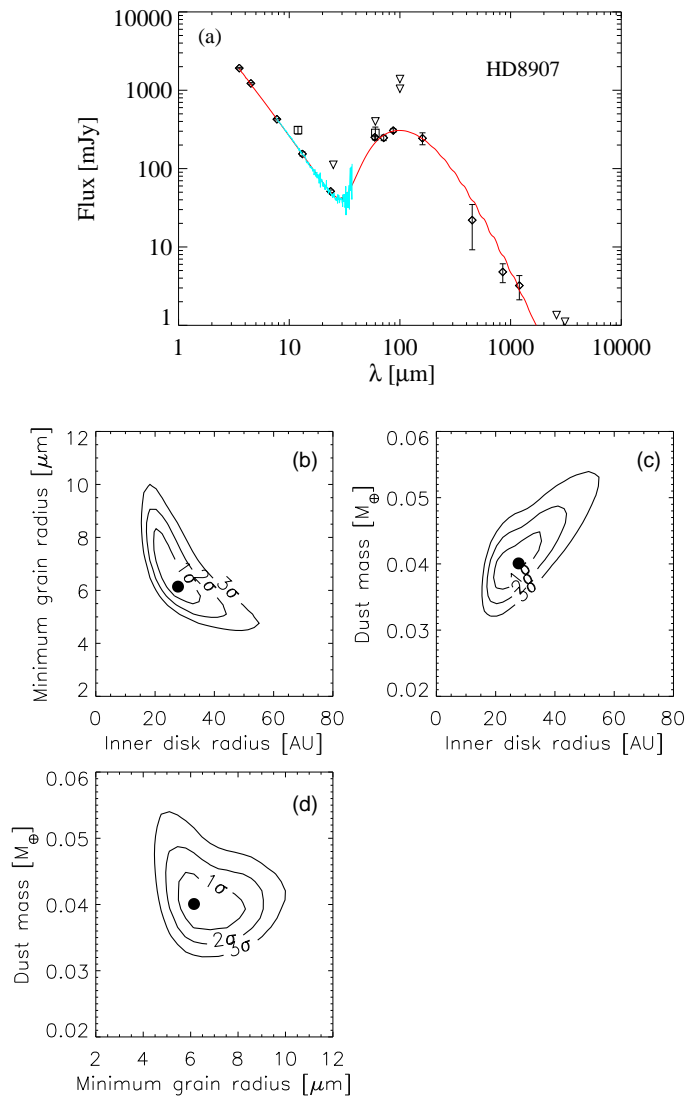 (a)
HD8907
Flux [mJy]
10000
1000
100
10
1
1 10 100 1000 10000
λ [μm]
(b)
Minimum grain radius [μm]
12
10
8
6
4
2
1σ 2σ 3σ
0 20 40 60 80
Inner disk radius [AU]
(c)
Dust mass [M⊕]
0.06
0.05
0.04
0.03
0.02
0 20 40 60 80
Inner disk radius [AU]
(d)
Dust mass [M⊕]
0.06
0.05
0.04
0.03
0.02
1σ
2σ
3σ
2 4 6 8 10 12
Minimum grain radius [μm]